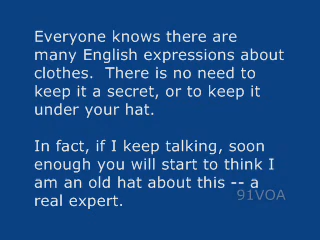 Everyone knows there are
many English expressions about
clothes.  There is no need to
keep it a secret, or to keep it
under your hat.

In fact, if I keep talking, soon
enough you will start to think I
am an old hat about this -- a
real expert.
91VOA